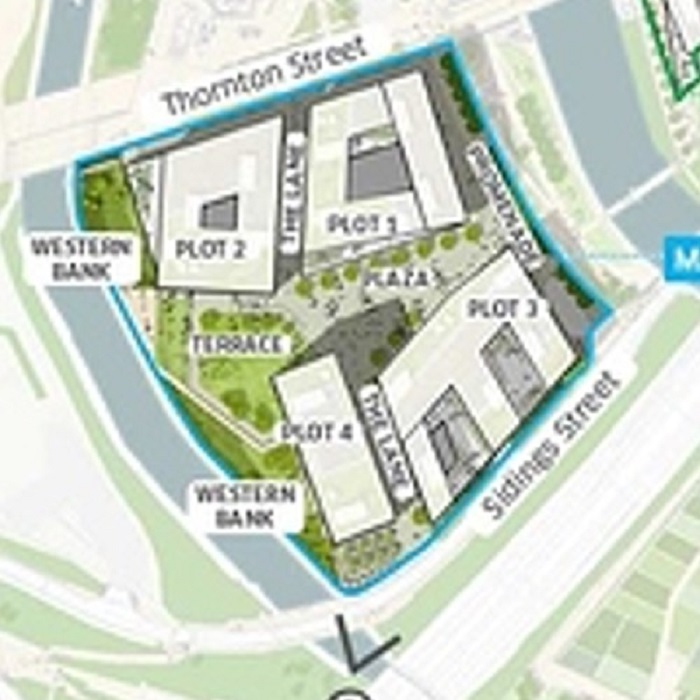 Thornton Street
THE LANE
PLOT 1
PLOT 2
PROMENADE
WESTERN
BANK
PLAZA
PLOT 3
TERRACE
PLOT 4
THE LANE
Sidings Street
WESTERN
BANK
M